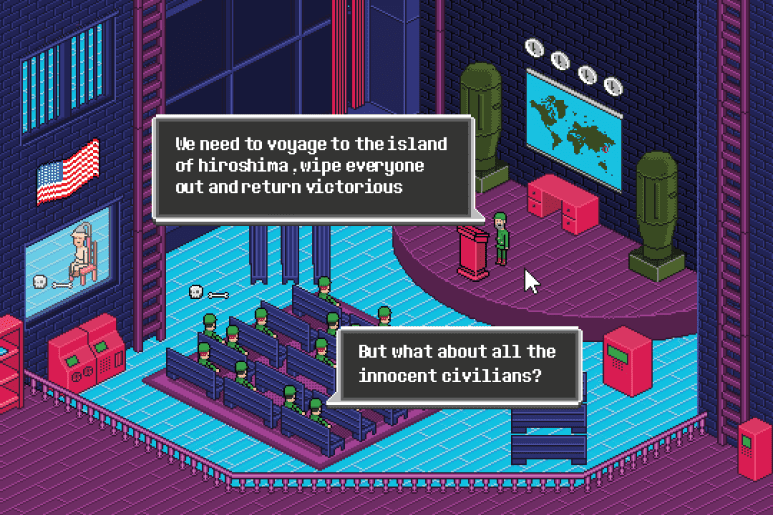 We need to voyage to the island
of hiroshima , wipe everyone
out and return victorious
But what about all the
innocent civilians?